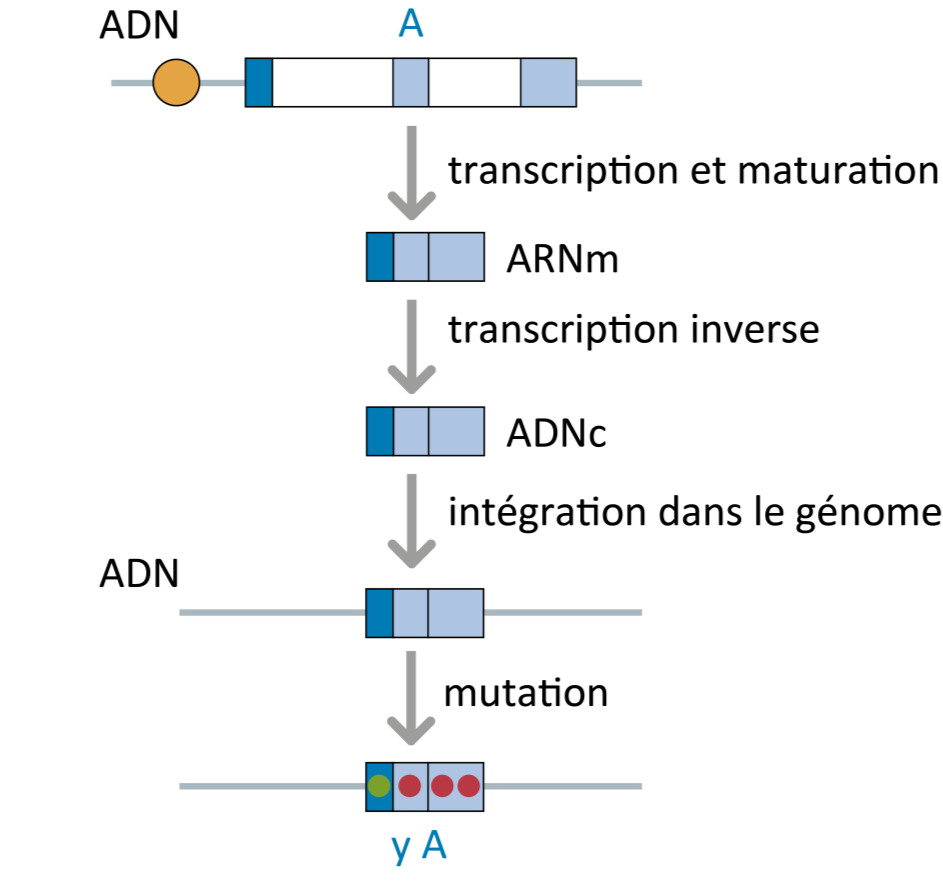 ADN
A
transcription et maturation
ARNm
transcription inverse
ADNc
intégration dans le génome
ADN
mutation
y A